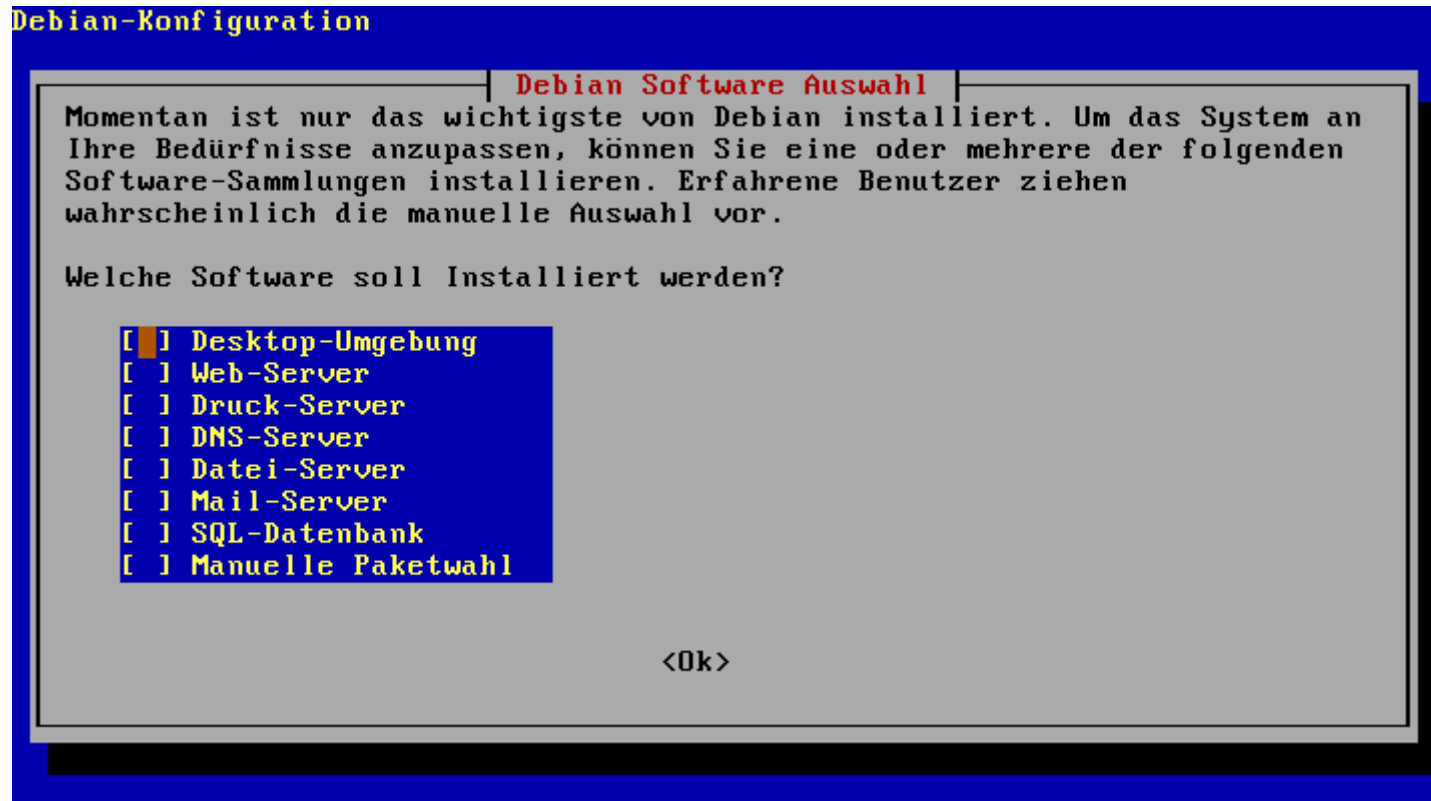 Debian-Konfiguration
Debian Software Auswahl
Momentan ist nur das wichtigste von Debian installiert. Um das System an
Ihre Bedürfnisse anzupassen, können Sie eine oder mehrere der folgenden
Software-Sammlungen installieren. Erfahrene Benutzer ziehen
wahrscheinlich die manuelle Auswahl vor.
Welche Software soll Installiert werden?
[ ] Desktop-Umgebung
[ ] Web-Server
[ ] Druck-Server
[ ] DNS-Server
[ ] Datei-Server
[ ] Mail-Server
[ ] SQL-Datenbank
[ ] Manuelle Paketwahl
<Ok>